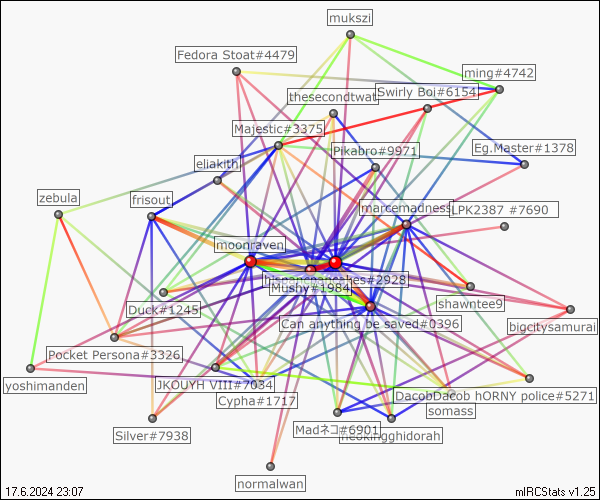 mukszi
Fedora Stoat#4479
ming#4742
Swirly Boi#6154
thesecondtwat
Majestic#3375
Pikabro#9971
Eg.Master#1378
eliakith
zebula
frisout
marcemadness
LPK2387 #7690
moonraven
hispanicpancakes#2928
Mushy#1984
shawntee9
Duck#1245
Can anything be saved#0396
bigcitysamurai
Pocket Persona#3326
yoshimanden
JKOUYH VIII#7034
DacobDacob hORNY police#5271
Cypha#1717
somass
Silver#7938
Madネコ#6901
neokingghidorah
normalwan
17.6.2024 23:07
mIRCStats v1.25